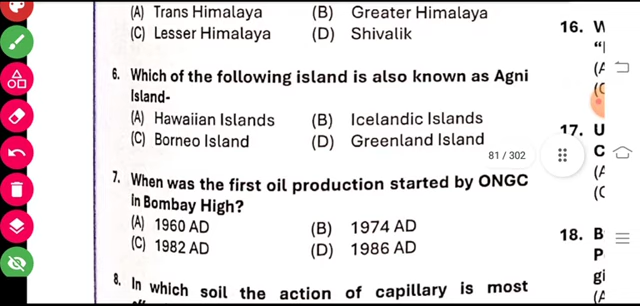 (A) Trans Himalaya (B) Greater Himalaya
(C) Lesser Himalaya (D) Shivalik
6. Which of the following island is also known as Agni
Island-
(A) Hawaiian Islands (B) Icelandic Islands
(C) Borneo Island (D) Greenland Island
81 / 302
7. When was the first oil production started by ONGC
in Bombay High?
(A) 1960 AD (B) 1974 AD
(C) 1982 AD (D) 1986 AD
8. In which soil the action of capillary is most
16.
17. U
C
(A
(C
18. B
P
gi
(A